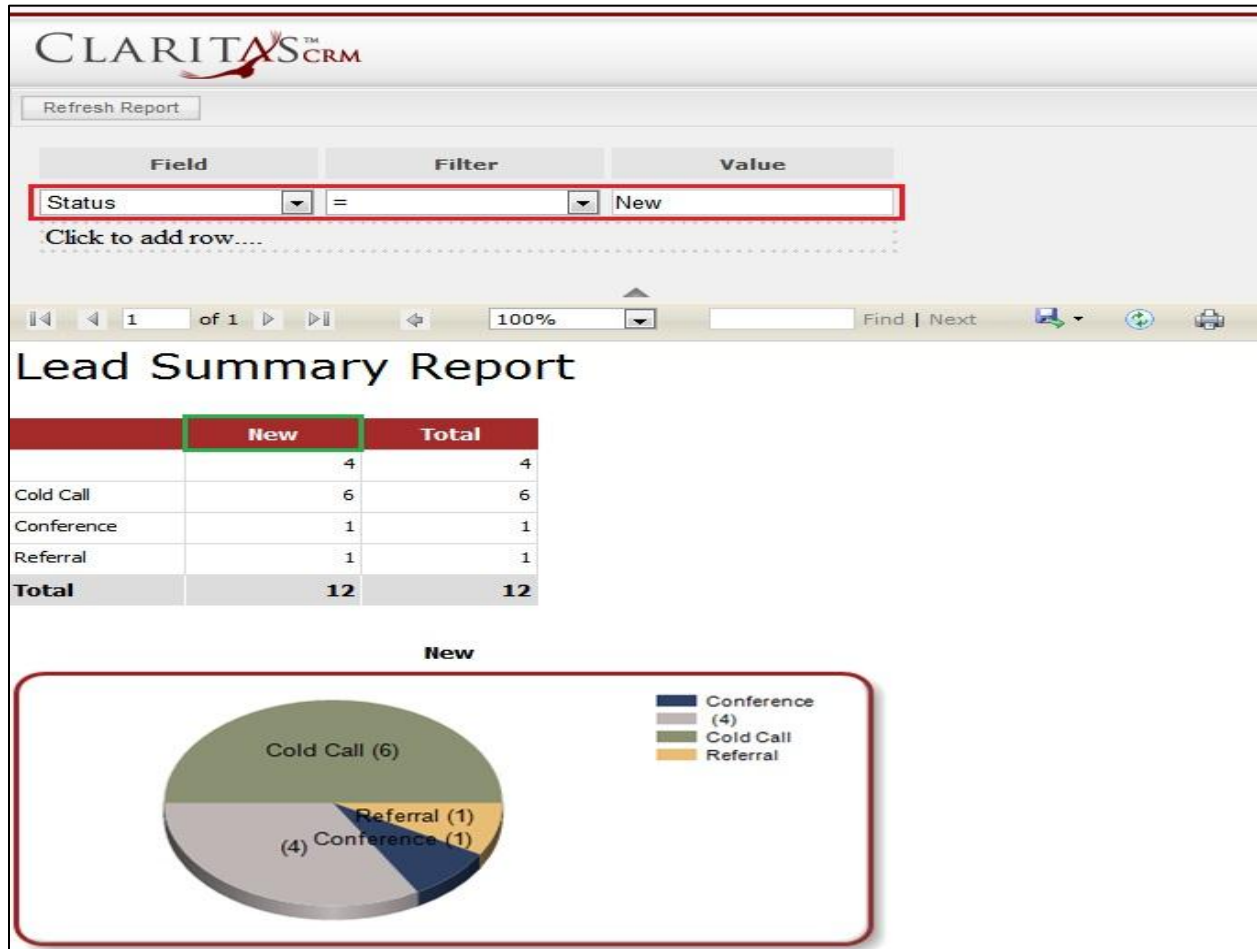 CLARITAS™ CRM
Refresh Report
Field Filter Value
Status = New
Click to add row....
1 of 1 100% Find | Next
Lead Summary Report
New Total
4 4
Cold Call 6 6
Conference 1 1
Referral 1 1
Total 12 12
New
Conference
(4)
Cold Call
Referral
Cold Call (6)
Referral (1)
(4) Conference (1)